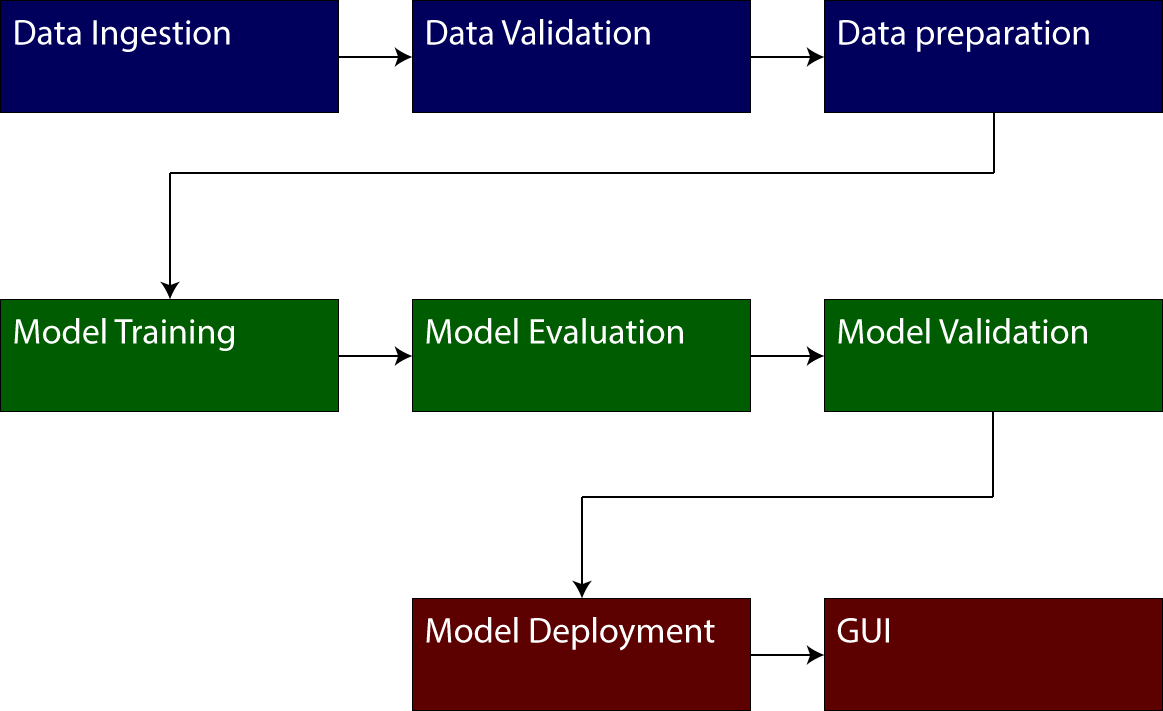 Data Ingestion
Data Validation
Data preparation
Model Training
Model Evaluation
Model Validation
Model Deployment
GUI